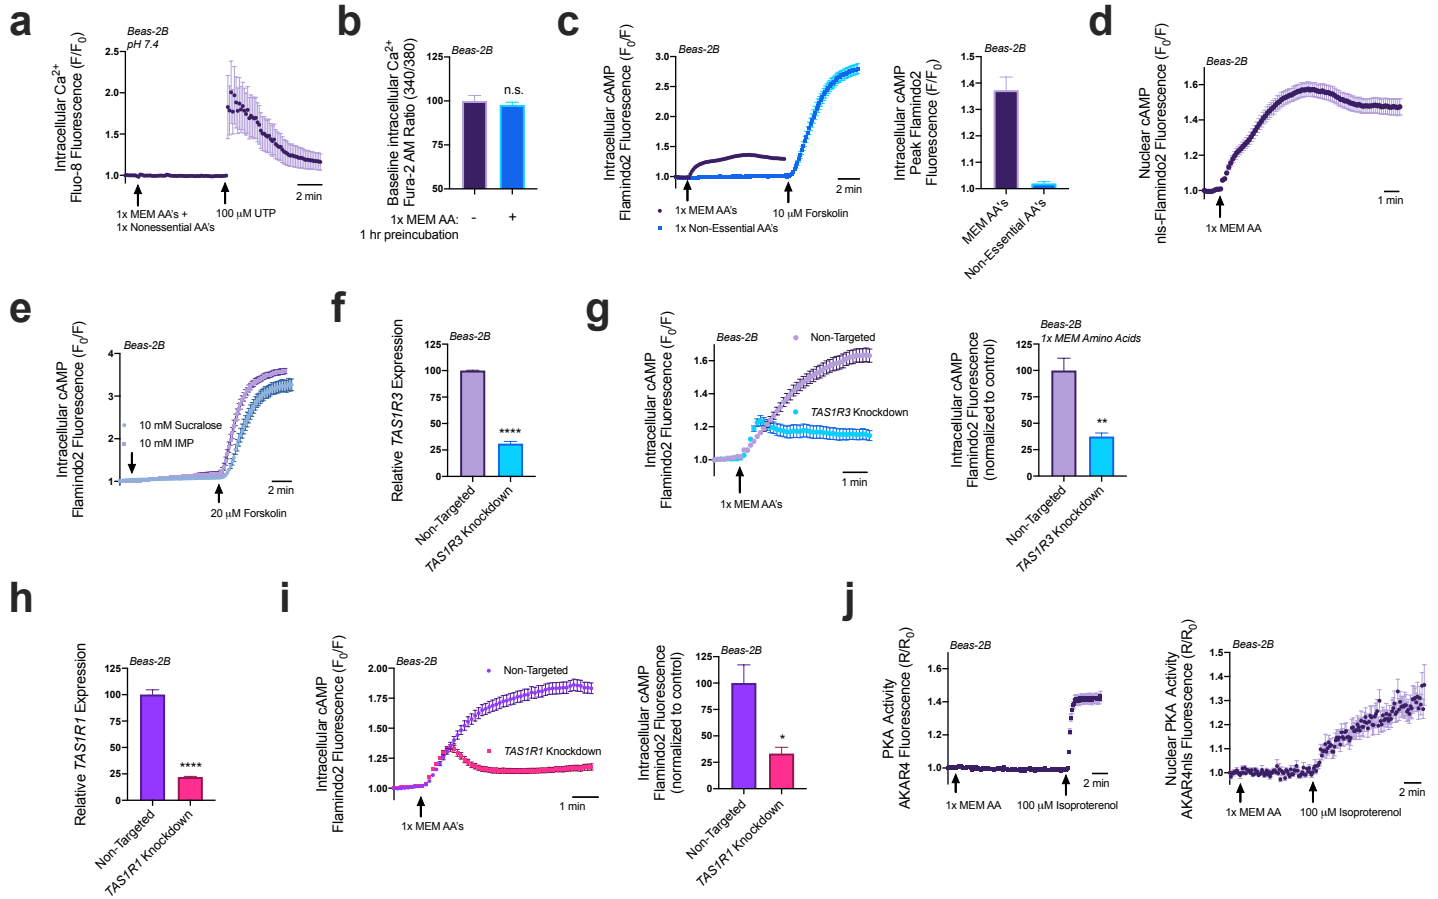 a
Beas-2B
pH 7.4
Intracellular Ca2+
Fluo-8 Fluorescence (F/F0)
2.5
2.0
1.5
1.0
1x MEM AA's +
1x Nonessential AA's
100 µM UTP
2 min
b
Beas-2B
Baseline intracellular Ca2+
Fura-2 AM Ratio (340/380)
125
100
75
50
n.s.
1x MEM AA:
1 hr preincubation
-
+
c
Beas-2B
Intracellular cAMP
Flamindo2 Fluorescence (F0/F)
3.0
2.5
2.0
1.5
1.0
1x MEM AA's
1x Non-Essential AA's
10 µM Forskolin
2 min
Beas-2B
Intracellular cAMP
Peak Flamindo2
Fluorescence (F/F0)
1.5
1.4
1.3
1.2
1.1
1.0
MEM AA's
Non-Essential AA's
d
Beas-2B
Nuclear cAMP
nls-Flamindo2 Fluorescence (F0/F)
1.6
1.4
1.2
1.0
1x MEM AA
1 min
e
Beas-2B
Intracellular cAMP
Flamindo2 Fluorescence (F0/F)
4
3
2
1
10 mM Sucralose
10 mM IMP
20 µM Forskolin
2 min
f
Beas-2B
Relative TAS1R3 Expression
125
100
75
50
25
0
****
Non-Targeted
TAS1R3 Knockdown
g
Beas-2B
Intracellular cAMP
Flamindo2 Fluorescence (F0/F)
1.6
1.4
1.2
1.0
Non-Targeted
TAS1R3 Knockdown
1x MEM AA's
1 min
Beas-2B
1x MEM Amino Acids
Intracellular cAMP
Flamindo2 Fluorescence
(normalized to control)
125
100
75
50
25
0
**
Non-Targeted
TAS1R3 Knockdown
h
Beas-2B
Relative TAS1R1 Expression
125
100
75
50
25
0
****
Non-Targeted
TAS1R1 Knockdown
i
Beas-2B
Intracellular cAMP
Flamindo2 Fluorescence (F0/F)
2.00
1.75
1.50
1.25
1.00
Non-Targeted
TAS1R1 Knockdown
1x MEM AA's
1 min
Beas-2B
Intracellular cAMP
Flamindo2 Fluorescence
(normalized to control)
125
100
75
50
25
0
*
Non-Targeted
TAS1R1 Knockdown
j
Beas-2B
PKA Activity
AKAR4 Fluorescence (R/R0)
1.6
1.4
1.2
1.0
1x MEM AA
100 µM Isoproterenol
2 min
Beas-2B
Nuclear PKA Activity
AKAR4nls Fluorescence (R/R0)
1.5
1.4
1.3
1.2
1.1
1.0
1x MEM AA
100 µM Isoproterenol
2 min